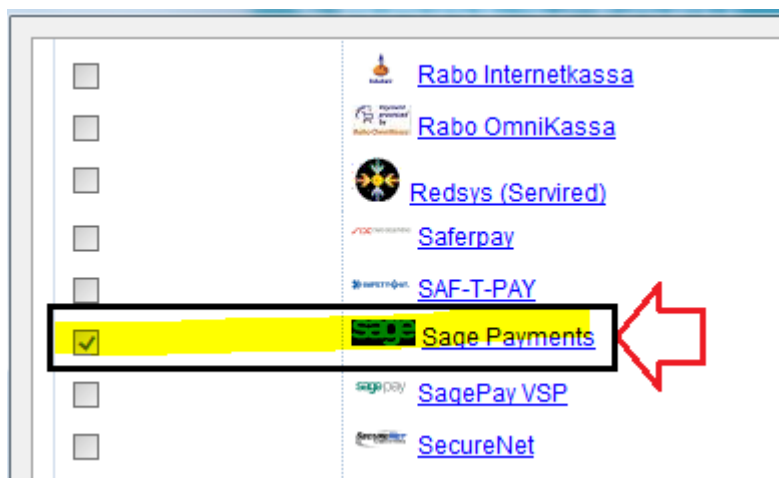 Rabo Internetkassa
Rabo OmniKassa
Redsys (Servired)
Saferpay
SAF-T-PAY
sage Sage Payments
sagepay SagePay VSP
SecureNet